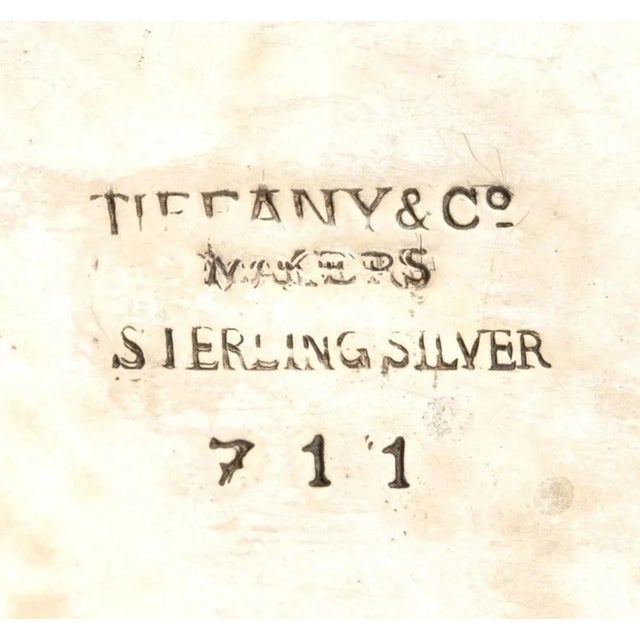 TIFFANY & Cº
MAKERS
STERLING SILVER
711